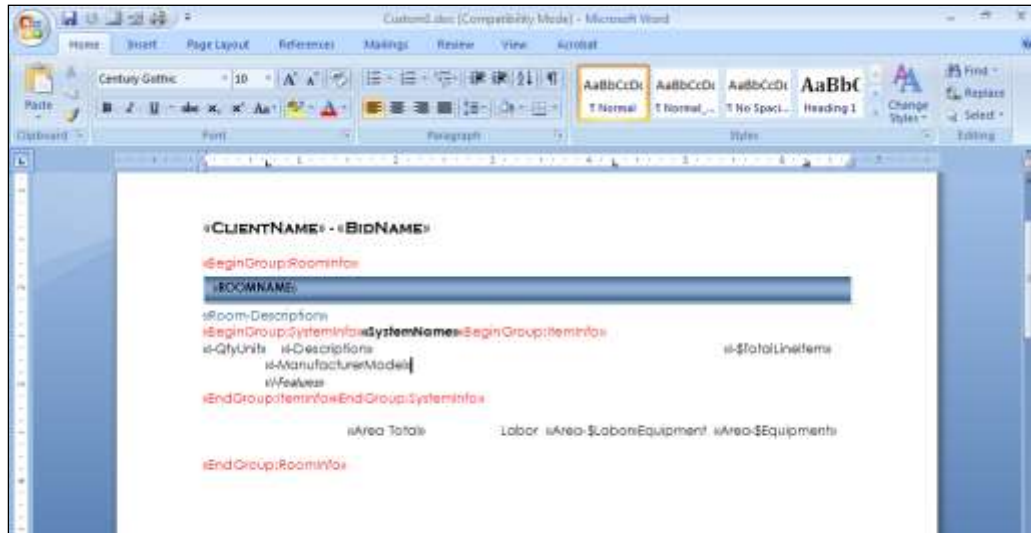 Custom1.doc [Compatibility Mode] - Microsoft Word
Home Insert Page Layout References Mailings Review View Acrobat
Paste
Century Gothic 10
B I U abc x, x' Aa A
AaBbCcDc AaBbCcDc AaBbCcDc AaBbC
¶ Normal ¶ Normal_... ¶ No Spaci... Heading 1
Change Styles
Find
Replace
Select
Clipboard Font Paragraph Styles Editing
«CLIENTNAME» - «BIDNAME»
«BeginGroup:RoomInfo»
«ROOMNAME»
«Room-Description»
«BeginGroup:SystemInfo»«SystemName»«BeginGroup:ItemInfo»
«I-QtyUnit» «I-Description» «I-$TotalLineItem»
«I-ManufacturerModel»
«I-Features»
«EndGroup:ItemInfo»«EndGroup:SystemInfo»
«Area Total» Labor «Area-$Labor»Equipment «Area-$Equipment»
«EndGroup:RoomInfo»